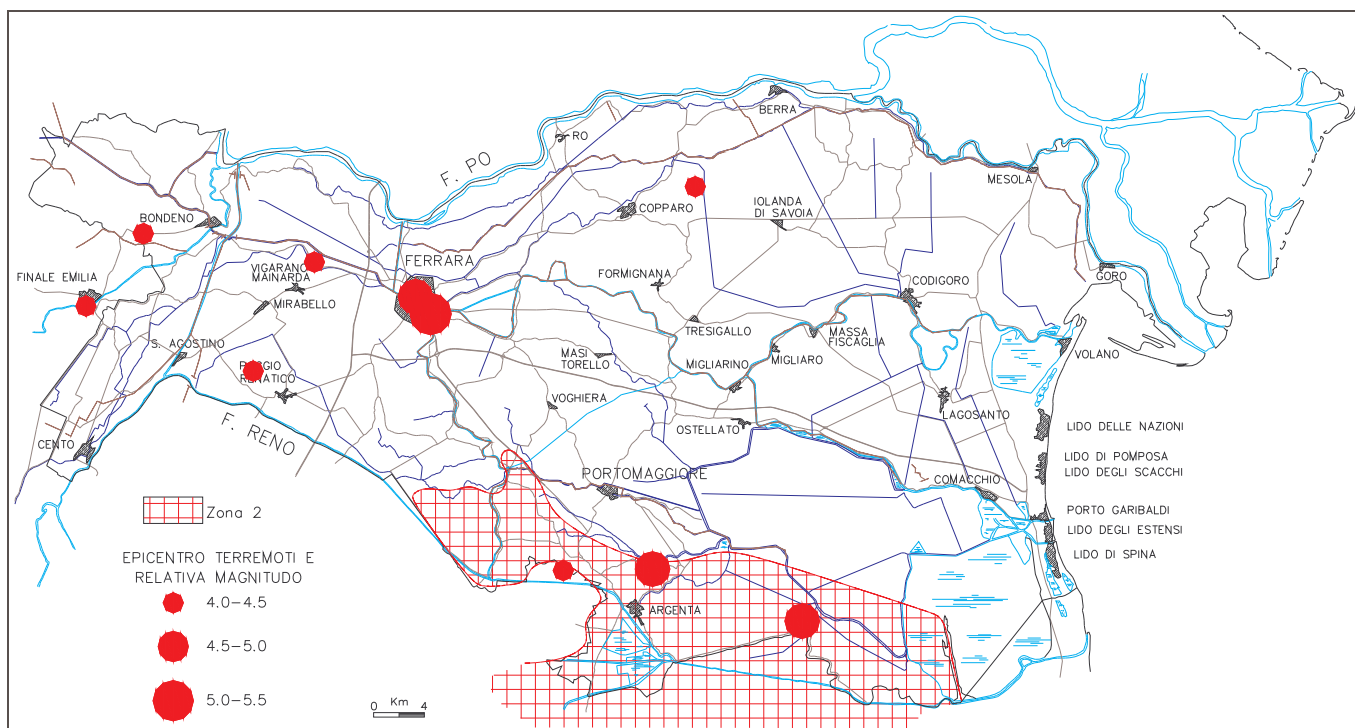 BERRA
RO
F. PO
MESOLA
COPPARO
IOLANDA
DI SAVOIA
BONDENO
GORO
FERRARA
VIGARANO
MAINARDA
FINALE EMILIA
FORMIGNANA
CODIGORO
MIRABELLO
TRESIGALLO
MASSA
FISCAGLIA
S. AGOSTINO
MASI
TORELLO
MIGLIARO
MIGLIARINO
VOLANO
POGGIO
RENATICO
VOGHIERA
LAGOSANTO
F. RENO
OSTELLATO
LIDO DELLE NAZIONI
CENTO
LIDO DI POMPOSA
LIDO DEGLI SCACCHI
PORTOMAGGIORE
COMACCHIO
PORTO GARIBALDI
Zona 2
LIDO DEGLI ESTENSI
LIDO DI SPINA
EPICENTRO TERREMOTI E
RELATIVA MAGNITUDO
4.0-4.5
ARGENTA
4.5-5.0
5.0-5.5
Km
0 4